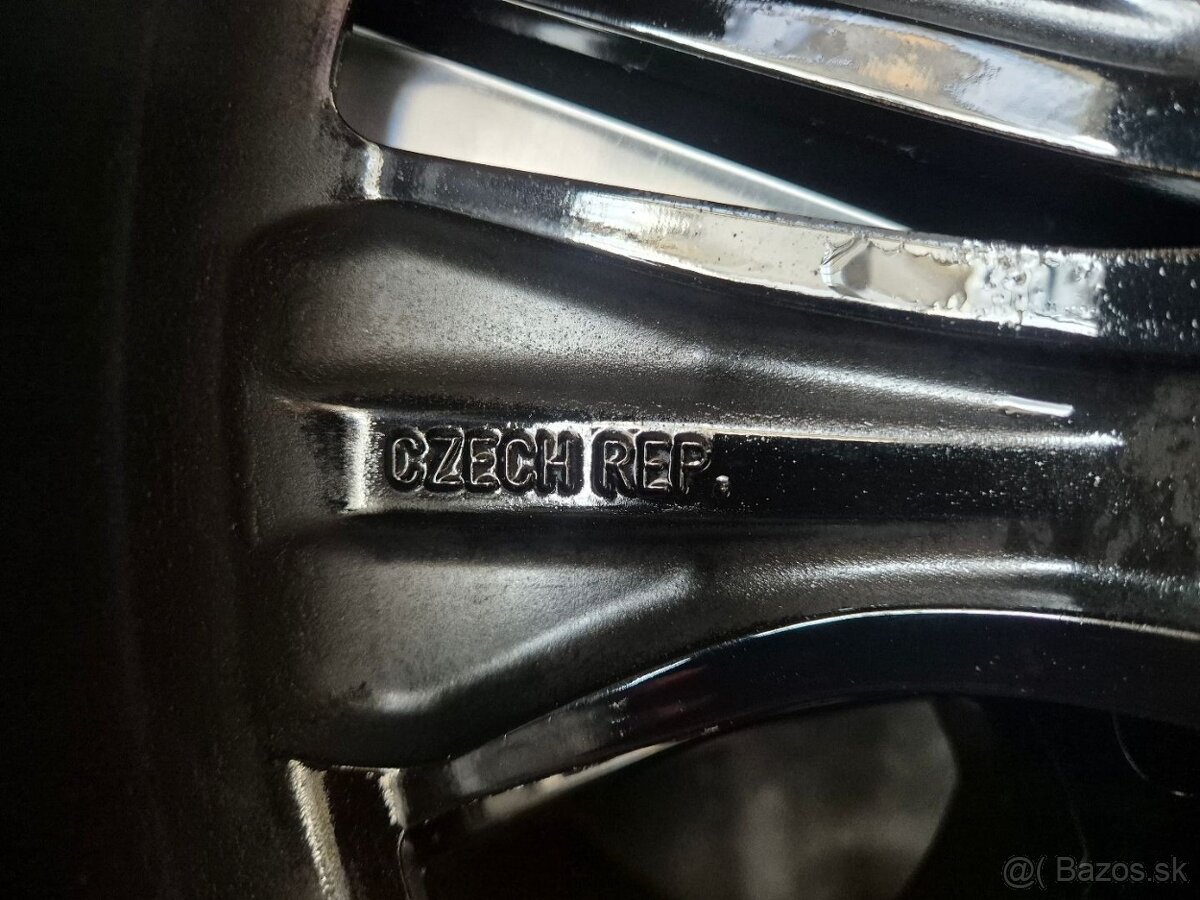 CZECH REP.
@( Bazos.sk